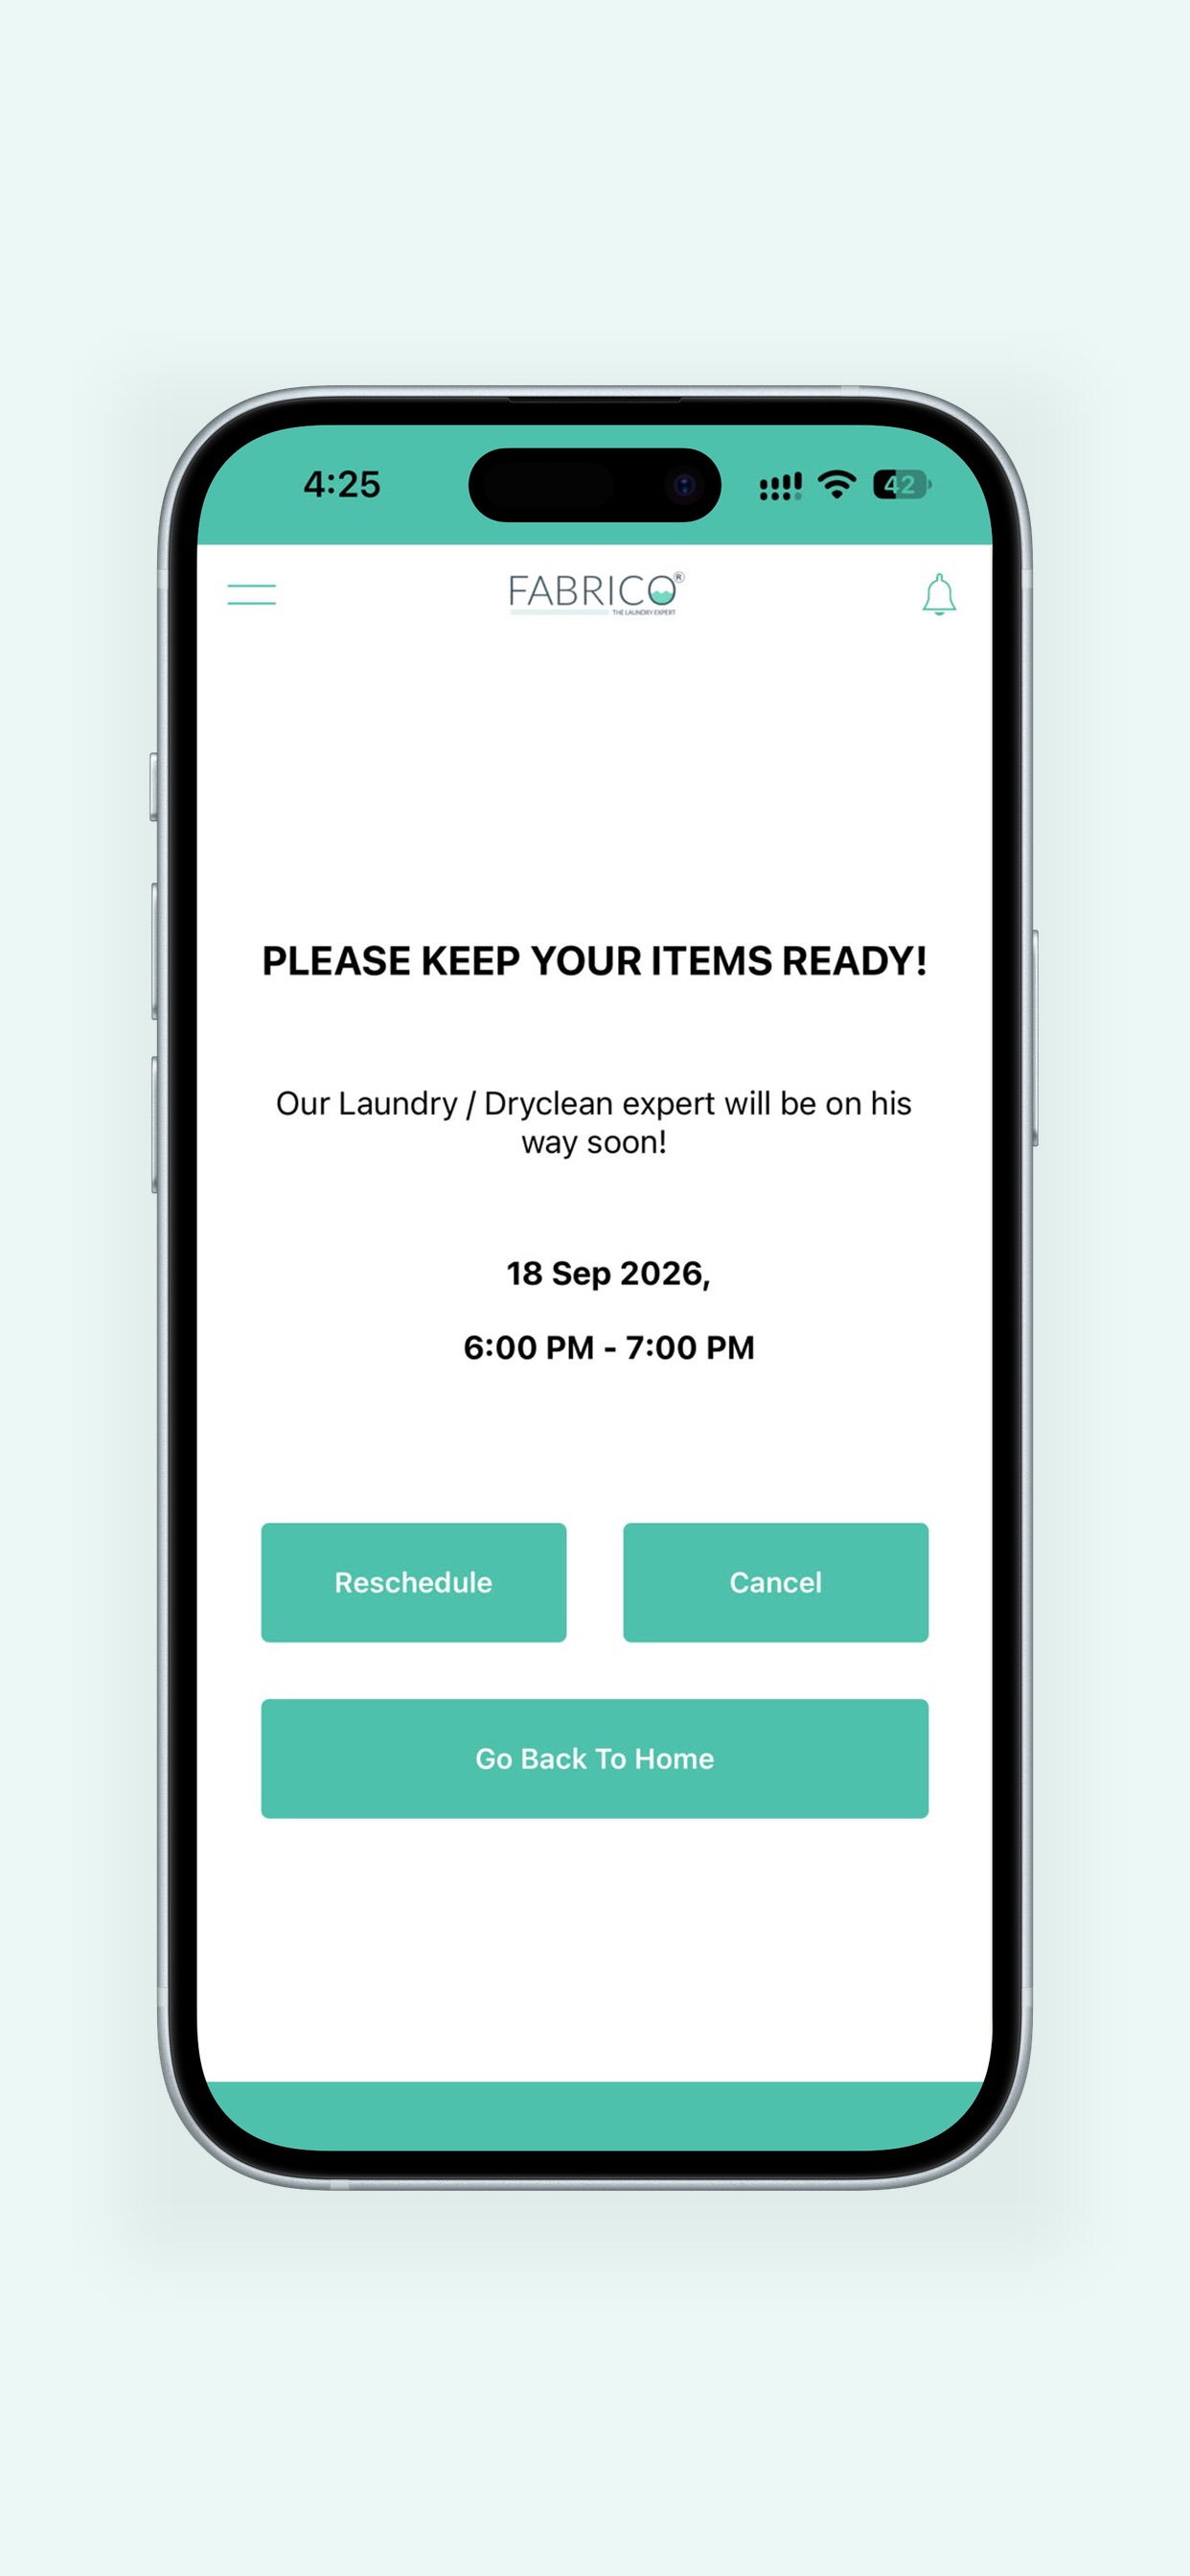 4:25
42
FABRICO®
THE LAUNDRY EXPERT
PLEASE KEEP YOUR ITEMS READY!
Our Laundry / Dryclean expert will be on his
way soon!
18 Sep 2026,
6:00 PM - 7:00 PM
Reschedule
Cancel
Go Back To Home